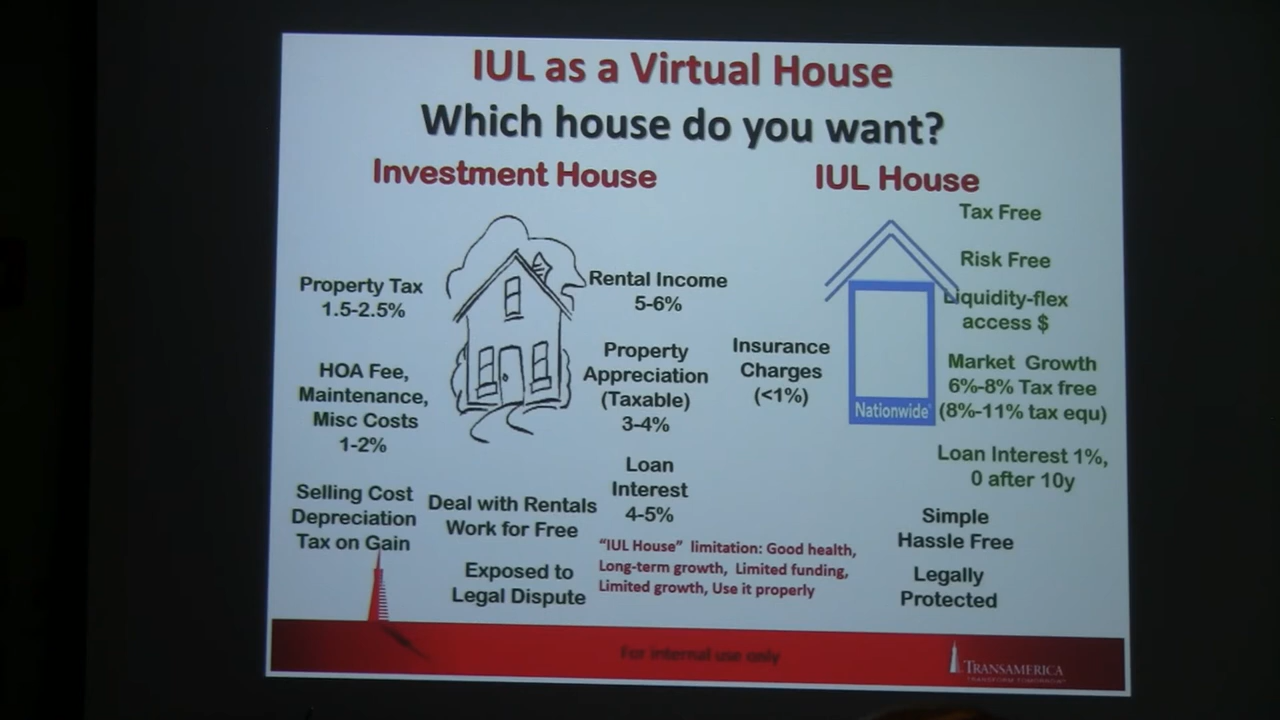 IUL as a Virtual House
Which house do you want?
Investment House
IUL House
Property Tax
1.5-2.5%
HOA Fee,
Maintenance,
Misc Costs
1-2%
Selling Cost
Depreciation
Tax on Gain
Deal with Rentals
Work for Free
Exposed to
Legal Dispute
Rental Income
5-6%
Property
Appreciation
(Taxable)
3-4%
Loan
Interest
4-5%
"IUL House" limitation: Good health,
Long-term growth, Limited funding,
Limited growth, Use it properly
Insurance
Charges
(<1%)
Nationwide®
Tax Free
Risk Free
Liquidity-flex
access $
Market Growth
6%-8% Tax free
(8%-11% tax equ)
Loan Interest 1%,
0 after 10y
Simple
Hassle Free
Legally
Protected
For internal use only
TRANSAMERICA
TRANSFORM TOMORROW